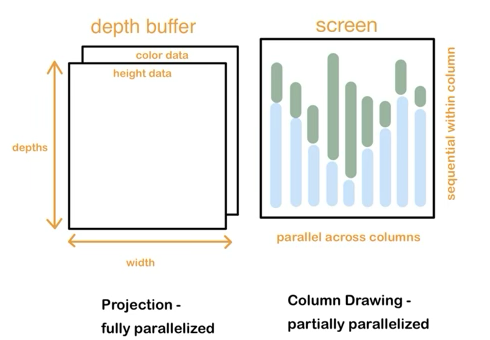 depth buffer
color data
height data
depths
width
Projection -
fully parallelized
screen
sequential within column
parallel across columns
Column Drawing -
partially parallelized